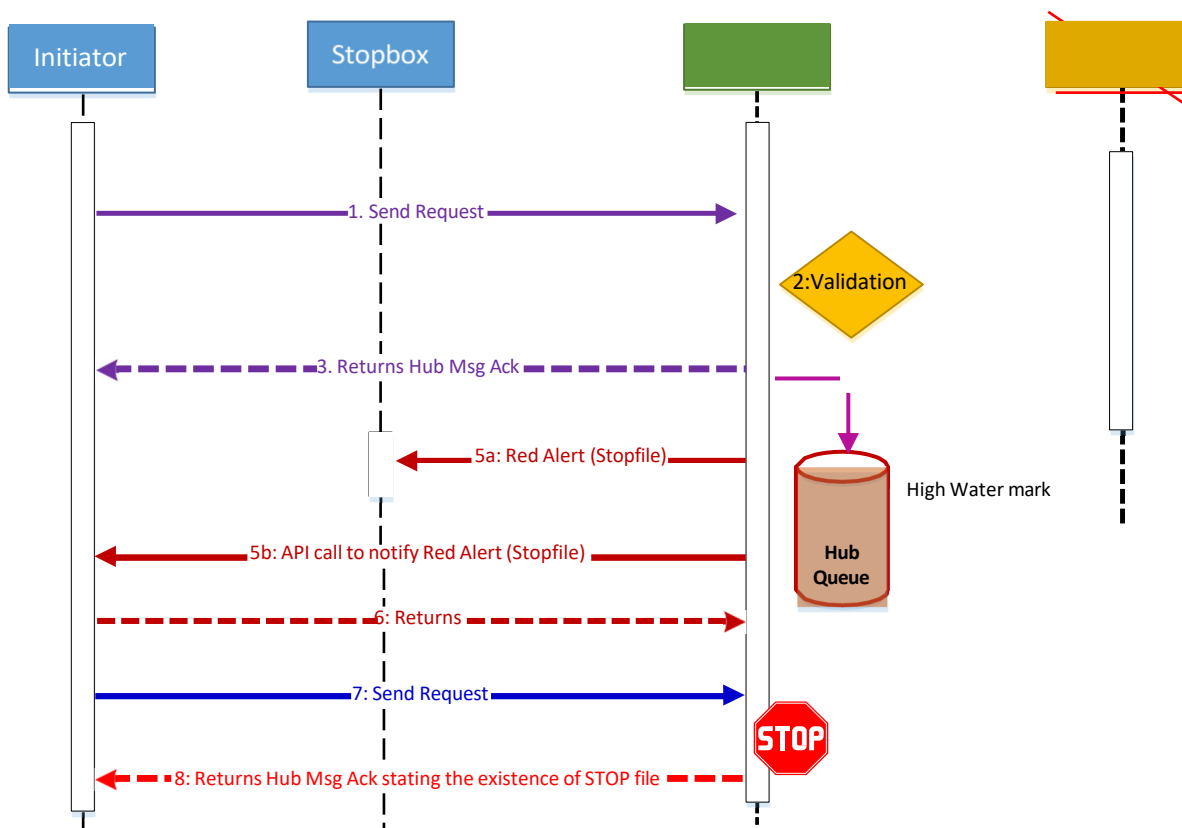 Initiator
Stopbox
1. Send Request
2:Validation
3. Returns Hub Msg Ack
5a: Red Alert (Stopfile)
High Water mark
5b: API call to notify Red Alert (Stopfile)
Hub
Queue
6: Returns
7: Send Request
STOP
8: Returns Hub Msg Ack stating the existence of STOP file